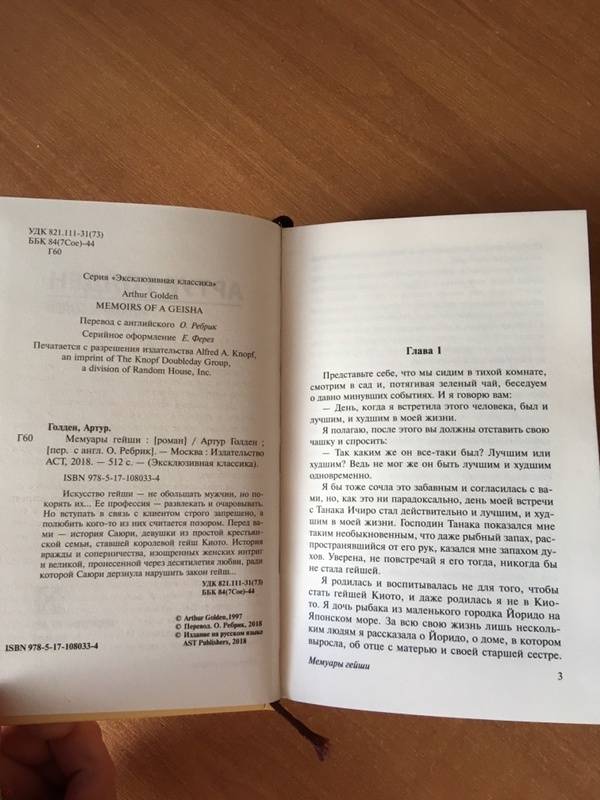 УДК 821.111-31(73)
ББК 84(7Сое)-44
Г60
Серия «Эксклюзивная классика»
Arthur Golden
MEMOIRS OF A GEISHA
Перевод с английского О. Ребрик
Серийное оформление Е. Ферез
Печатается с разрешения издательства Alfred A. Knopf,
an imprint of The Knopf Doubleday Group,
a division of Random House, Inc.
Голден, Артур.
Г60 Мемуары гейши : [роман] / Артур Голден ;
[пер. с англ. О. Ребрик]. — Москва : Издательство
АСТ, 2018. — 512 с. — (Эксклюзивная классика).
ISBN 978-5-17-108033-4
Искусство гейши — не обольщать мужчин, но по-
корять их... Ее профессия — развлекать и очаровывать.
Но вступать в связь с клиентом строго запрещено, а
полюбить кого-то из них считается позором. Перед ва-
ми — история Саюри, девушки из простой крестьян-
ской семьи, ставшей королевой гейш Киото. История
вражды и соперничества, изощренных женских интриг
и великой, пронесенной через десятилетия любви, ради
которой Саюри дерзнула нарушить закон гейш...
УДК 821.111-31(73)
ББК 84(7Сое)-44
© Arthur Golden, 1997
© Перевод. О. Ребрик, 2018
© Издание на русском языке
AST Publishers, 2018
ISBN 978-5-17-108033-4
Глава 1
Представьте себе, что мы сидим в тихой комнате,
смотрим в сад и, потягивая зеленый чай, беседуем
о давно минувших событиях. И я говорю вам:
— День, когда я встретила этого человека, был и
лучшим, и худшим в моей жизни.
Я полагаю, после этого вы должны отставить свою
чашку и спросить:
— Так каким же он все-таки был? Лучшим или
худшим? Ведь не мог же он быть лучшим и худшим
одновременно.
Я бы тоже сочла это забавным и согласилась с ва-
ми, но, как это ни парадоксально, день моей встречи
с Танака Ичиро стал действительно и лучшим, и худ-
шим в моей жизни. Господин Танака показался мне
таким необыкновенным, что даже рыбный запах, рас-
пространявшийся от его рук, казался мне запахом ду-
хов. Уверена, не повстречай я его тогда, никогда бы
не стала гейшей.
Я родилась и воспитывалась не для того, чтобы
стать гейшей Киото, и даже родилась я не в Кио-
то. Я дочь рыбака из маленького городка Йоридо на
Японском море. За всю свою жизнь лишь несколь-
ким людям я рассказала о Йоридо, о доме, в котором
выросла, об отце с матерью и своей старшей сестре.
Мемуары гейши
3